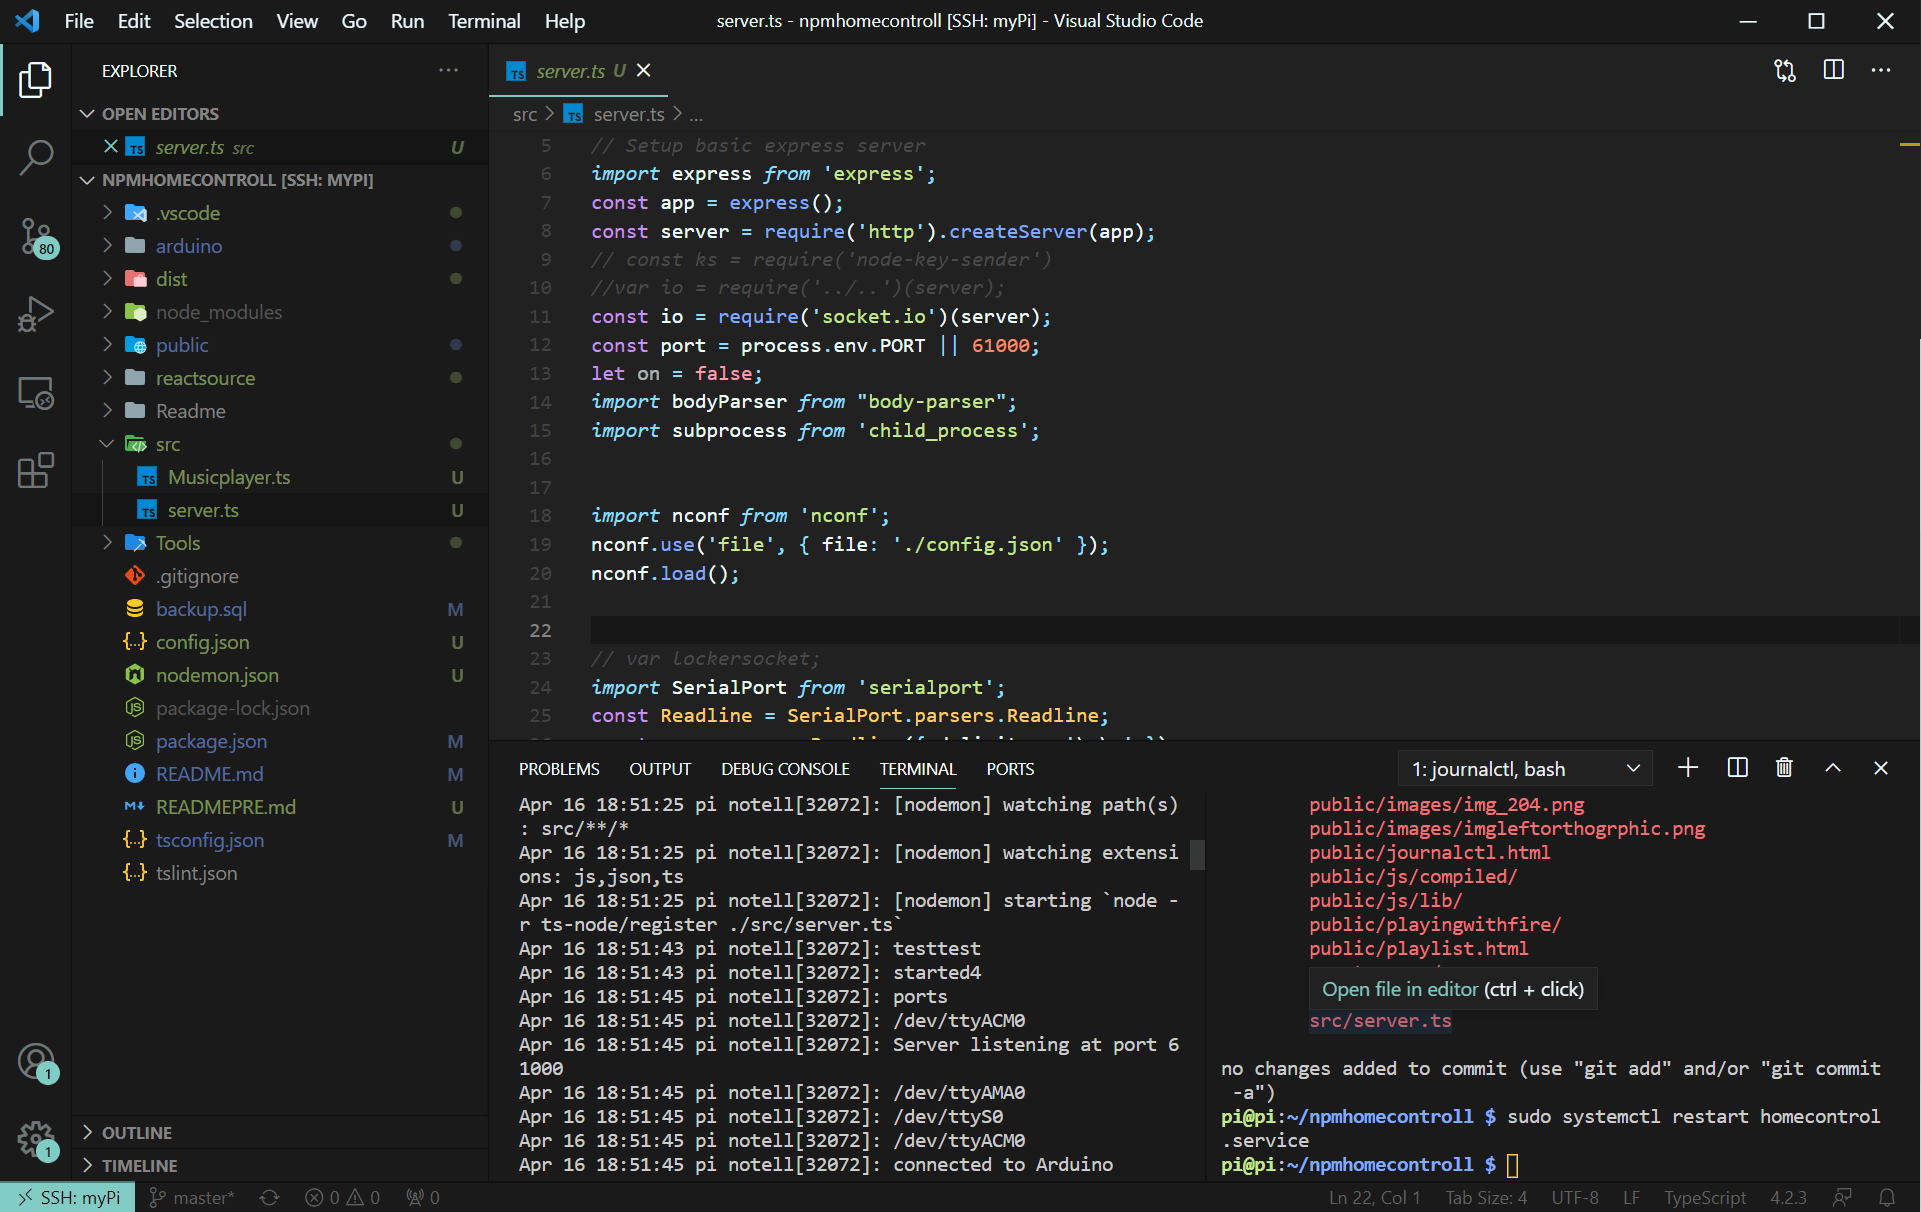 File Edit Selection View Go Run Terminal Help
server.ts - npmhomecontroll [SSH: myPi] - Visual Studio Code
EXPLORER
OPEN EDITORS
TS server.ts src U
NPMHOMECONTROLL [SSH: MYPI]
.vscode
arduino
dist
node_modules
public
reactsource
Readme
src
TS Musicplayer.ts U
TS server.ts U
Tools
.gitignore
backup.sql M
config.json U
nodemon.json U
package-lock.json
package.json M
README.md M
READMEPRE.md U
tsconfig.json M
tslint.json
OUTLINE
TIMELINE
80
1
1
TS server.ts U
src > TS server.ts > ...
5 // Setup basic express server
6 import express from 'express';
7 const app = express();
8 const server = require('http').createServer(app);
9 // const ks = require('node-key-sender')
10 //var io = require('../..')(server);
11 const io = require('socket.io')(server);
12 const port = process.env.PORT || 61000;
13 let on = false;
14 import bodyParser from "body-parser";
15 import subprocess from 'child_process';
16
17
18 import nconf from 'nconf';
19 nconf.use('file', { file: './config.json' });
20 nconf.load();
21
22
23 // var lockersocket;
24 import SerialPort from 'serialport';
25 const Readline = SerialPort.parsers.Readline;
PROBLEMS OUTPUT DEBUG CONSOLE TERMINAL PORTS
1: journalctl, bash
Apr 16 18:51:25 pi notell[32072]: [nodemon] watching path(s)
: src/**/*
Apr 16 18:51:25 pi notell[32072]: [nodemon] watching extensi
ons: js,json,ts
Apr 16 18:51:25 pi notell[32072]: [nodemon] starting `node -
r ts-node/register ./src/server.ts`
Apr 16 18:51:43 pi notell[32072]: testtest
Apr 16 18:51:43 pi notell[32072]: started4
Apr 16 18:51:45 pi notell[32072]: ports
Apr 16 18:51:45 pi notell[32072]: /dev/ttyACM0
Apr 16 18:51:45 pi notell[32072]: Server listening at port 6
1000
Apr 16 18:51:45 pi notell[32072]: /dev/ttyAMA0
Apr 16 18:51:45 pi notell[32072]: /dev/ttyS0
Apr 16 18:51:45 pi notell[32072]: /dev/ttyACM0
Apr 16 18:51:45 pi notell[32072]: connected to Arduino
public/images/img_204.png
public/images/imgleftorthogrphic.png
public/journalctl.html
public/js/compiled/
public/js/lib/
public/playingwithfire/
public/playlist.html
Open file in editor (ctrl + click)
src/server.ts
no changes added to commit (use "git add" and/or "git commit
-a")
pi@pi:~/npmhomecontroll $ sudo systemctl restart homecontrol
.service
pi@pi:~/npmhomecontroll $
SSH: myPi master* 0 0 0
Ln 22, Col 1 Tab Size: 4 UTF-8 LF TypeScript 4.2.3